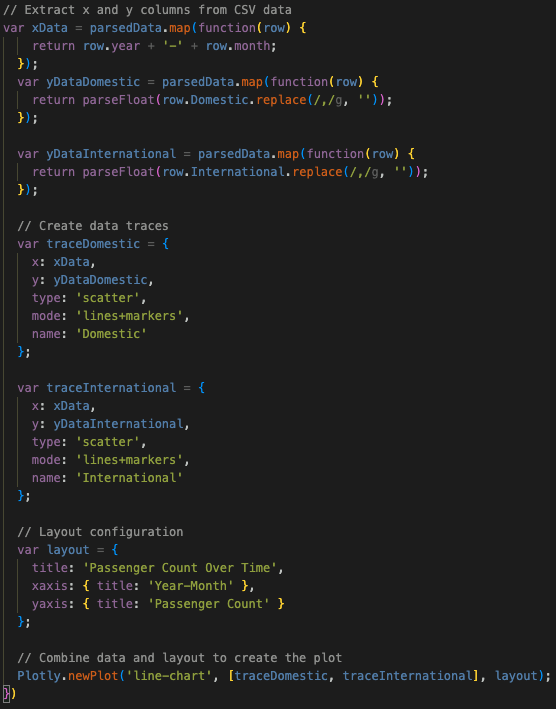 // Extract x and y columns from CSV data
var xData = parsedData.map(function(row) {
    return row.year + '-' + row.month;
  });
  var yDataDomestic = parsedData.map(function(row) {
    return parseFloat(row.Domestic.replace(/,/g, ''));
  });

  var yDataInternational = parsedData.map(function(row) {
    return parseFloat(row.International.replace(/,/g, ''));
  });

  // Create data traces
  var traceDomestic = {
    x: xData,
    y: yDataDomestic,
    type: 'scatter',
    mode: 'lines+markers',
    name: 'Domestic'
  };

  var traceInternational = {
    x: xData,
    y: yDataInternational,
    type: 'scatter',
    mode: 'lines+markers',
    name: 'International'
  };

  // Layout configuration
  var layout = {
    title: 'Passenger Count Over Time',
    xaxis: { title: 'Year-Month' },
    yaxis: { title: 'Passenger Count' }
  };

  // Combine data and layout to create the plot
  Plotly.newPlot('line-chart', [traceDomestic, traceInternational], layout);
})